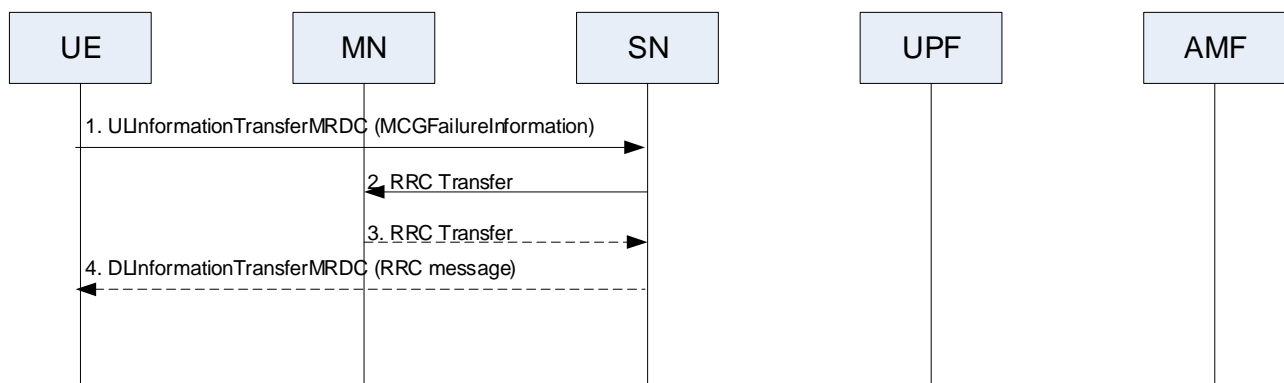 UE
MN
SN
UPF
AMF
1. ULInformationTransferMRDC (MCGFailureInformation)
2. RRC Transfer
3. RRC Transfer
4. DLInformationTransferMRDC (RRC message)